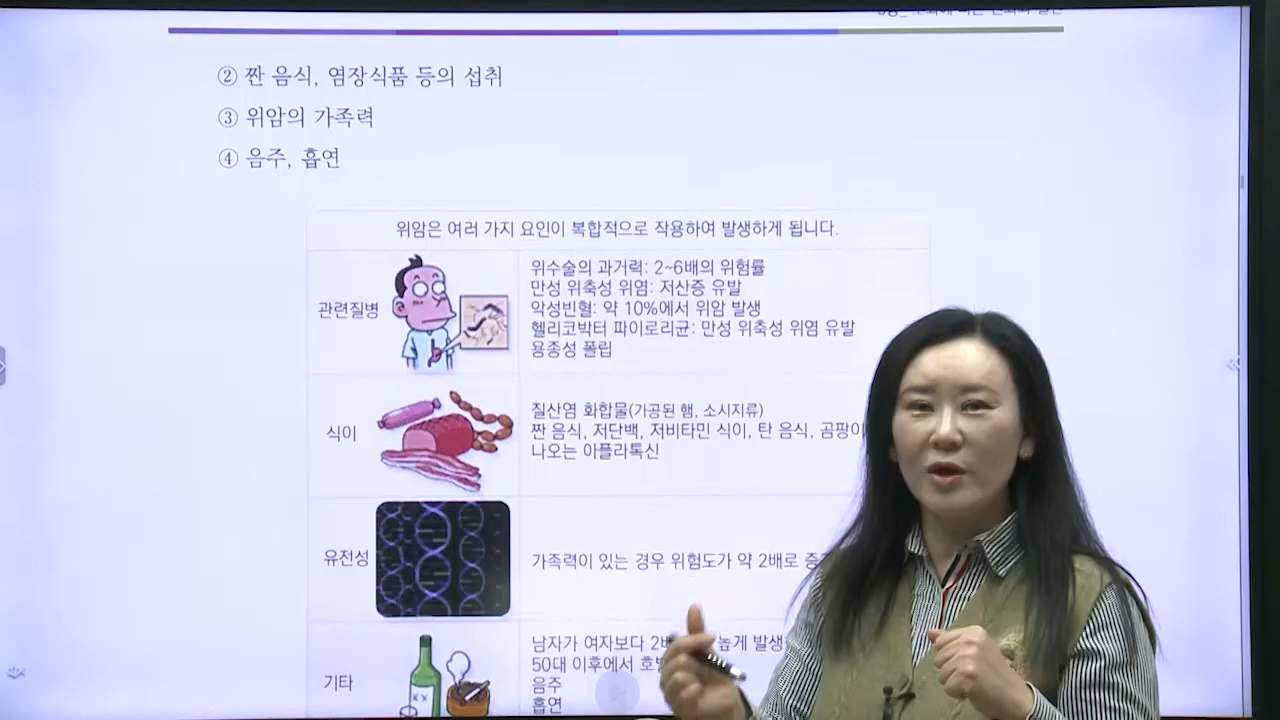 ② 짠 음식, 염장식품 등의 섭취
③ 위암의 가족력
④ 음주, 흡연
위암은 여러 가지 요인이 복합적으로 작용하여 발생하게 됩니다.
관련질병
위수술의 과거력: 2~6배의 위험률
만성 위축성 위염: 저산증 유발
악성빈혈: 약 10%에서 위암 발생
헬리코박터 파이로리균: 만성 위축성 위염 유발
용종성 폴립
식이
질산염 화합물(가공된 햄, 소시지류)
짠 음식, 저단백, 저비타민 식이, 탄 음식, 곰팡이
나오는 아플라톡신
유전성
가족력이 있는 경우 위험도가 약 2배로
기타
남자가 여자보다 높게 발생
50대 이후에서
음주
흡연